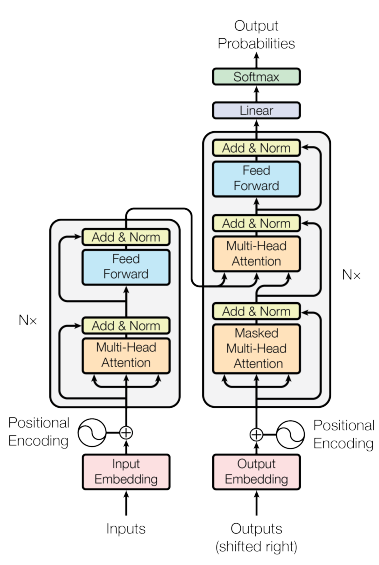 Output
Probabilities
Softmax
Linear
Add & Norm
Feed
Forward
Add & Norm
Multi-Head
Attention
Add & Norm
Masked
Multi-Head
Attention
N×
Add & Norm
Feed
Forward
Add & Norm
Multi-Head
Attention
N×
Positional
Encoding
Positional
Encoding
Input
Embedding
Output
Embedding
Inputs
Outputs
(shifted right)